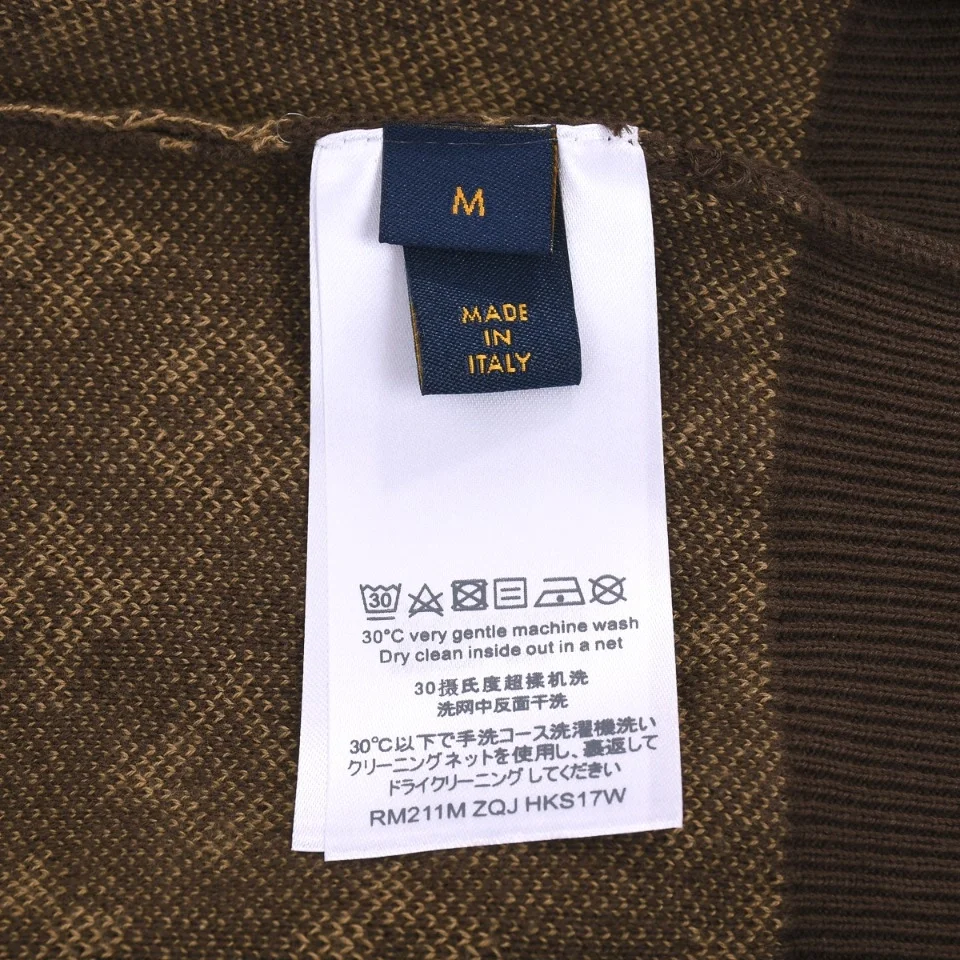 M
MADE
IN
ITALY
30
30°C very gentle machine wash
Dry clean inside out in a net
30摄氏度超揉机洗
洗网中反面干洗
30℃以下で手洗コース洗濯機洗い
クリーニングネットを使用し、裏返して
ドライクリーニングしてください
RM211M ZQJ HKS17W